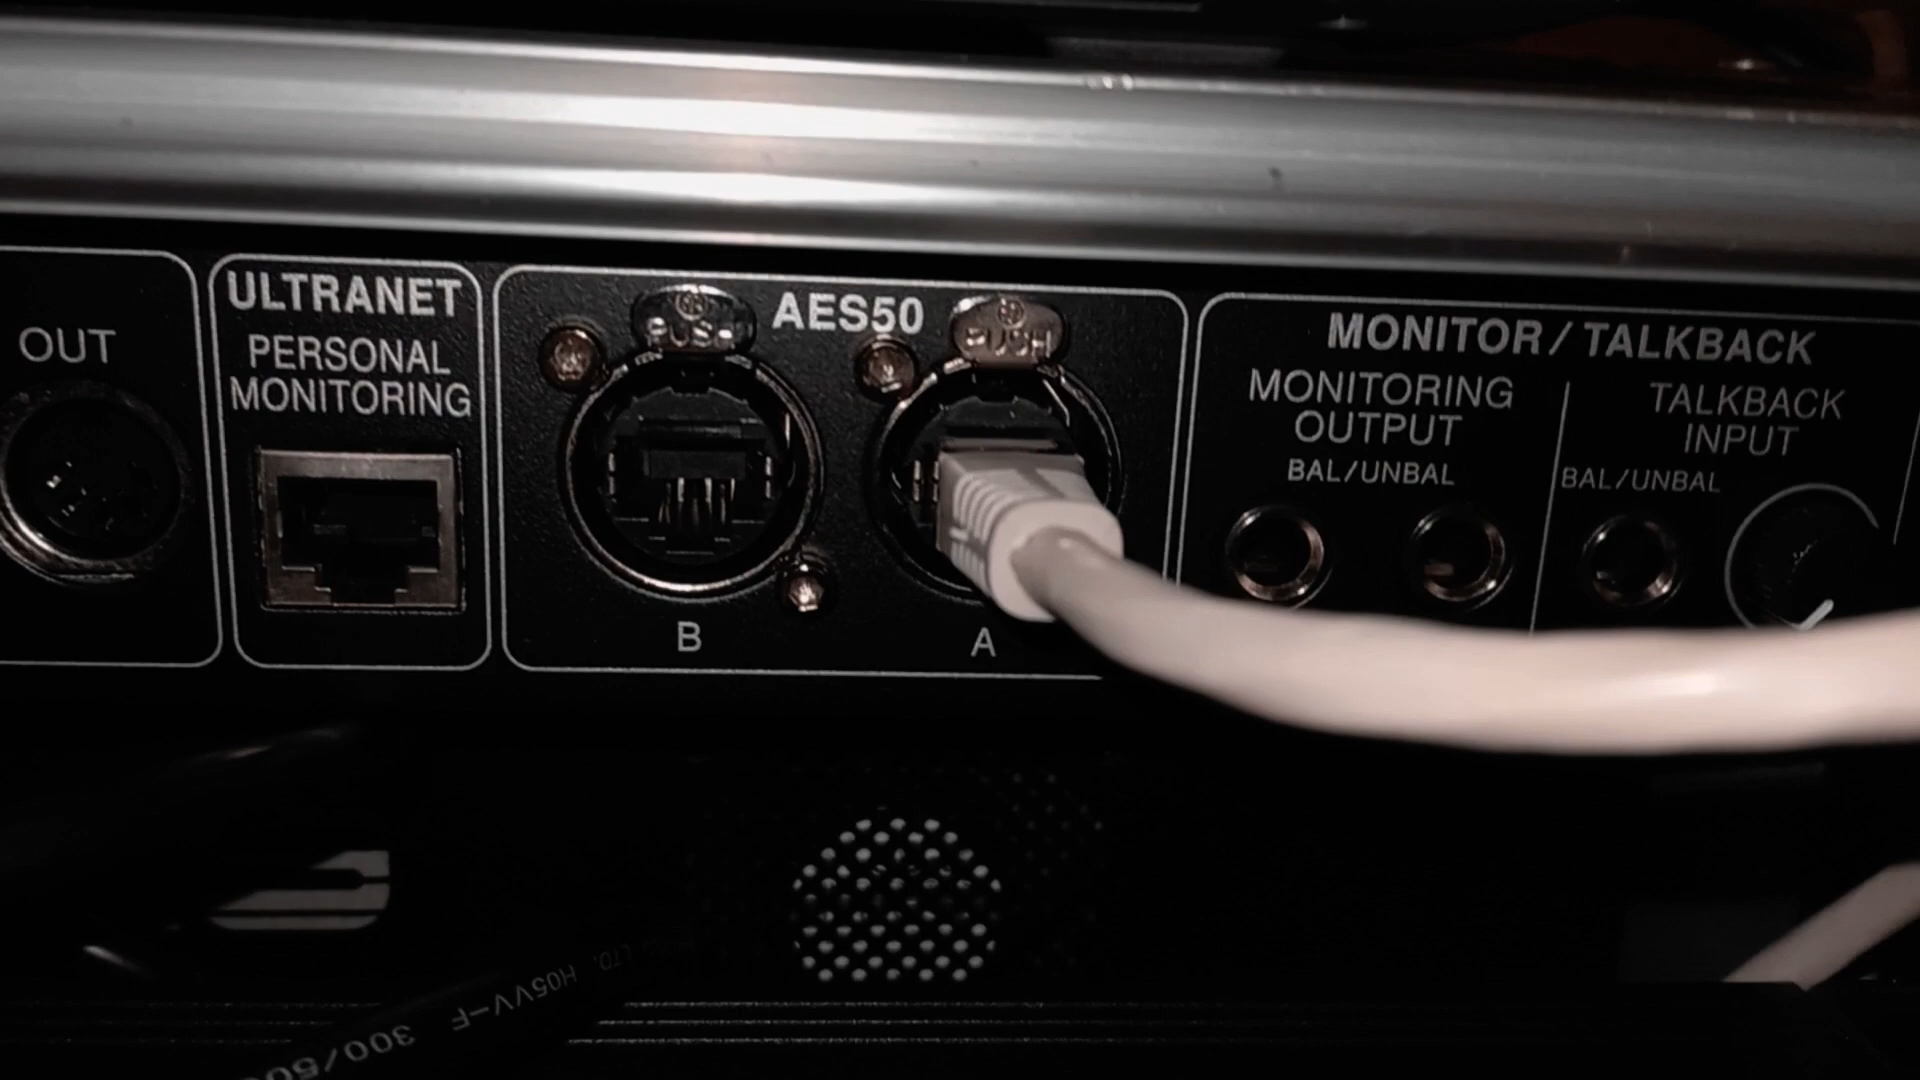 OUT
ULTRANET
PERSONAL
MONITORING
AES50
PUSH
PUSH
B
A
MONITOR / TALKBACK
MONITORING
OUTPUT
BAL/UNBAL
TALKBACK
INPUT
BAL/UNBAL
LTD. H05VV-F 300/500